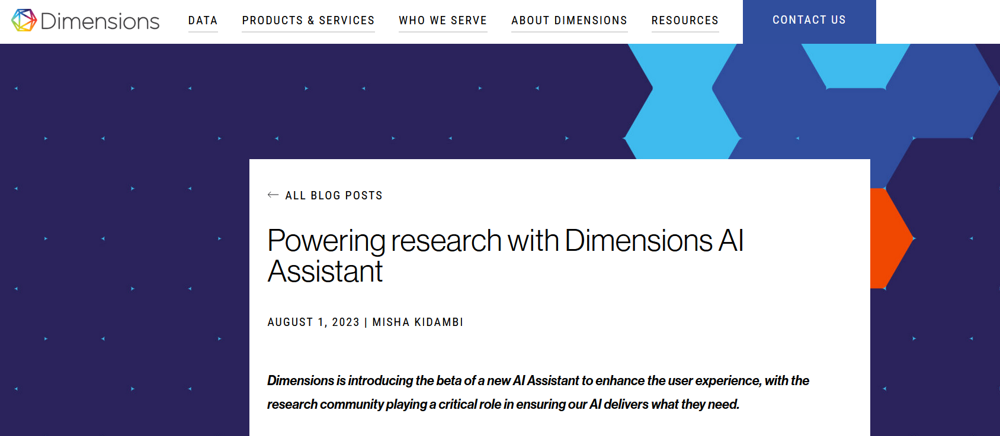 Dimensions
DATA
PRODUCTS & SERVICES
WHO WE SERVE
ABOUT DIMENSIONS
RESOURCES
CONTACT US
← ALL BLOG POSTS
Powering research with Dimensions AI
Assistant
AUGUST 1, 2023 | MISHA KIDAMBI
Dimensions is introducing the beta of a new AI Assistant to enhance the user experience, with the
research community playing a critical role in ensuring our AI delivers what they need.